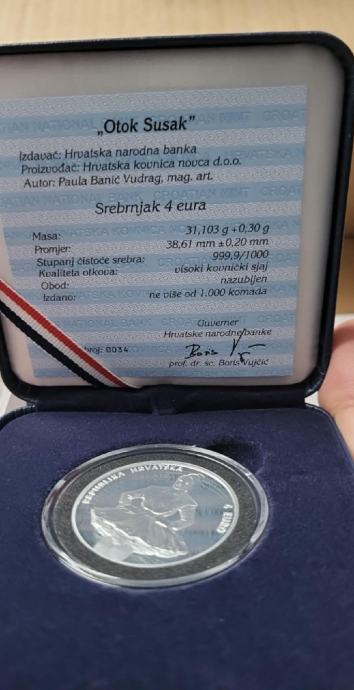 „Otok Susak”
Izdavač: Hrvatska narodna banka
Proizvođač: Hrvatska kovnica novca d.o.o.
Autor: Paula Banić Vudrag, mag. art.
Srebrnjak 4 eura
Masa: 31,103 g +0,30 g
Promjer: 38,61 mm ±0,20 mm
Stupanj čistoće srebra: 999,9/1000
Kvaliteta otkova: visoki kovnički sjaj
Obod: nazubljen
Izdano: ne više od 1.000 komada
Guverner
Hrvatske narodne banke
broj: 0034
prof. dr. sc. Boris Vujčić
REPUBLIKA HRVATSKA
4 EURO